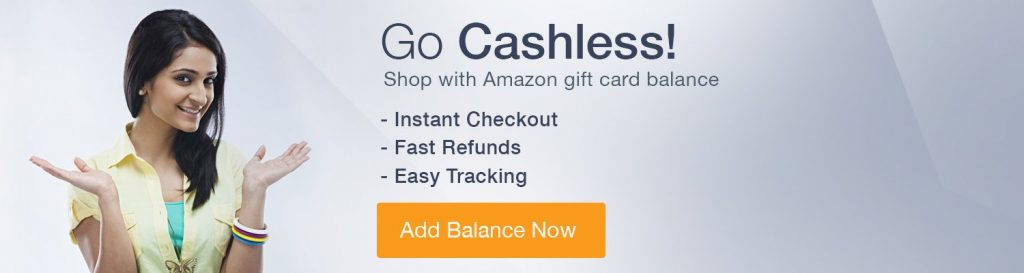 Go Cashless!
Shop with Amazon gift card balance
- Instant Checkout
- Fast Refunds
- Easy Tracking
Add Balance Now